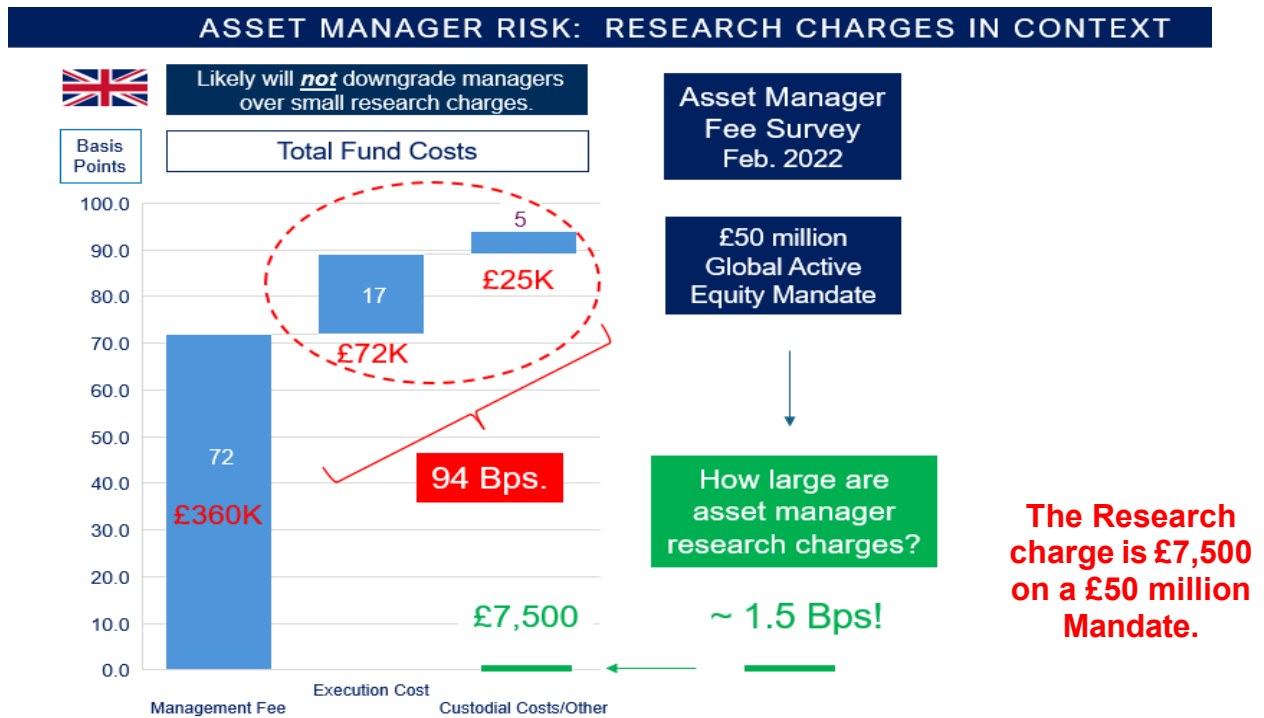 ASSET MANAGER RISK: RESEARCH CHARGES IN CONTEXT
Likely will not downgrade managers
over small research charges.
Basis
Points
Total Fund Costs
100.0
90.0
80.0
70.0
60.0
50.0
40.0
30.0
20.0
10.0
0.0
72
£360K
17
£72K
5
£25K
94 Bps.
£7,500
Management Fee
Execution Cost
Custodial Costs/Other
Asset Manager
Fee Survey
Feb. 2022
£50 million
Global Active
Equity Mandate
How large are
asset manager
research charges?
~ 1.5 Bps!
The Research
charge is £7,500
on a £50 million
Mandate.